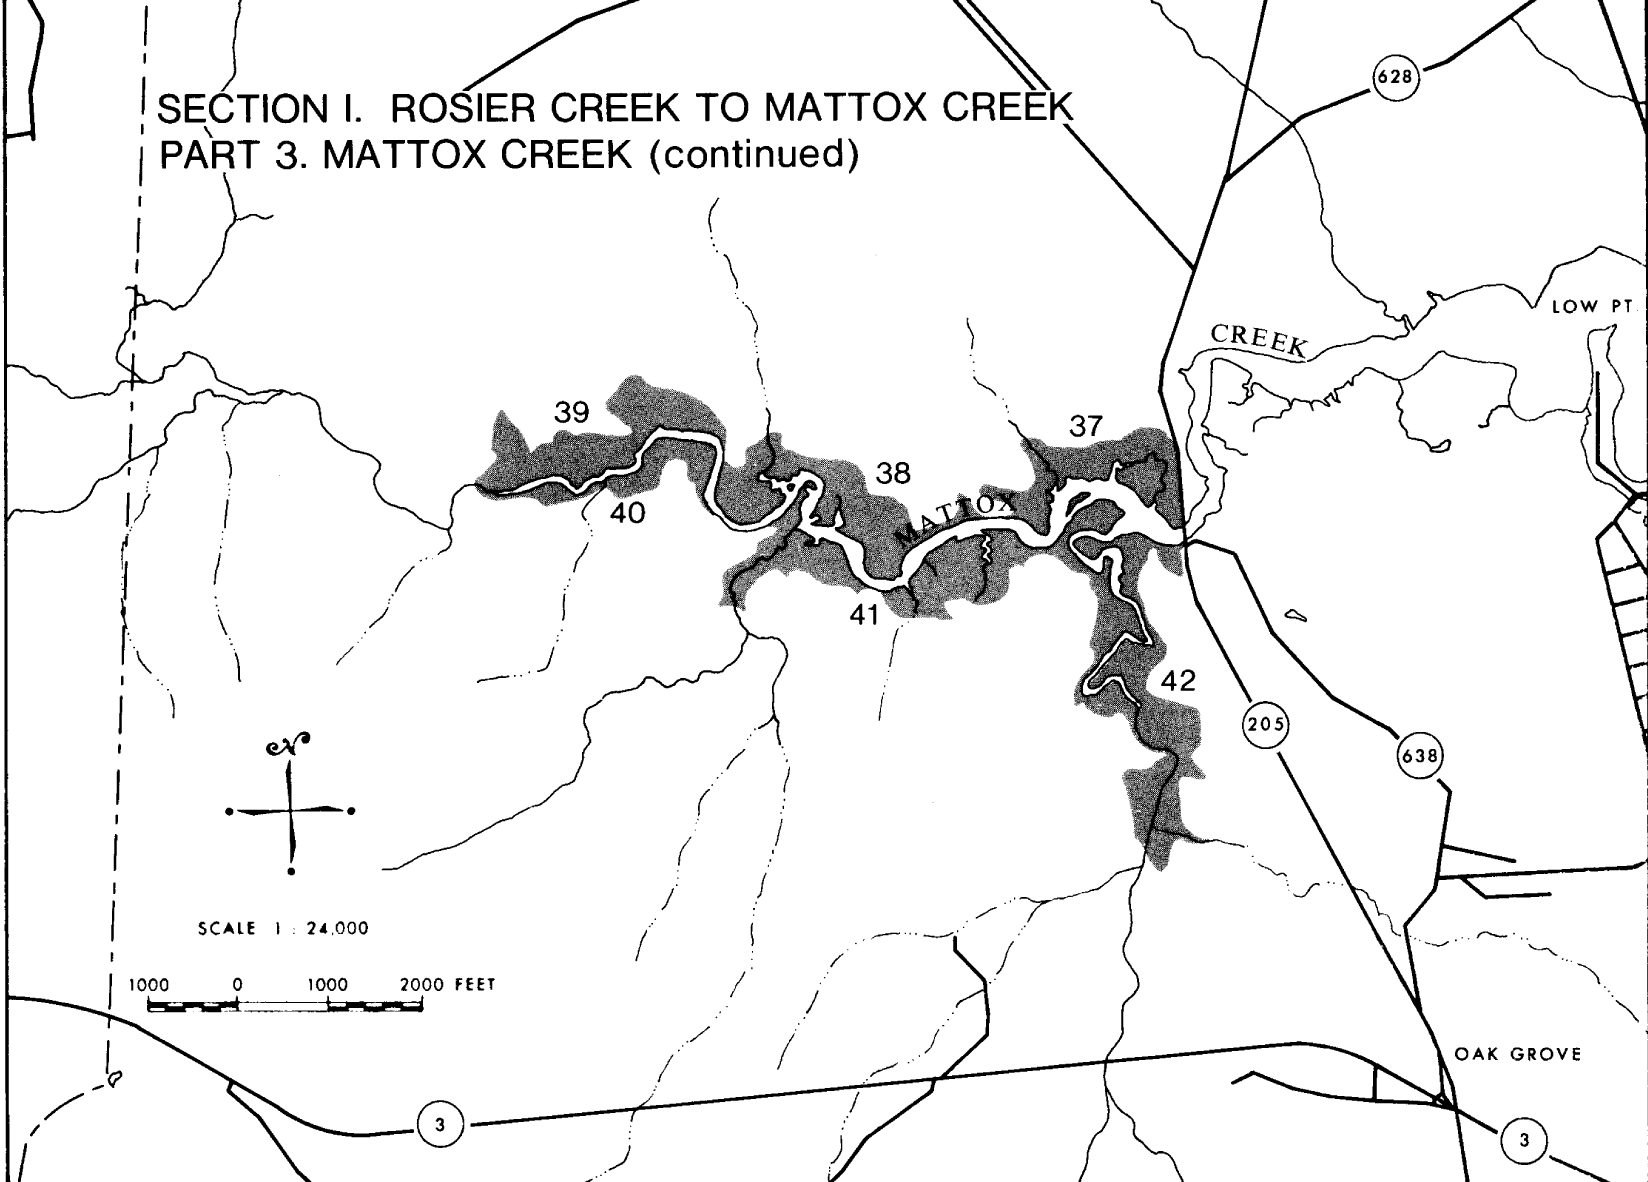 SECTION I. ROSIER CREEK TO MATTOX CREEK
PART 3. MATTOX CREEK (continued)
628
LOW PT.
CREEK
39
37
38
MATTOX
40
41
42
205
638
N
SCALE 1 : 24,000
1000 0 1000 2000 FEET
OAK GROVE
3
3